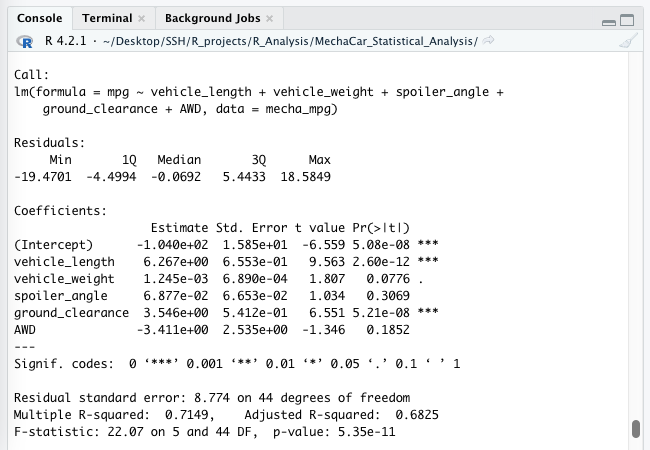 Console Terminal × Background Jobs ×
R 4.2.1 · ~/Desktop/SSH/R_projects/R_Analysis/MechaCar_Statistical_Analysis/
Call:
lm(formula = mpg ~ vehicle_length + vehicle_weight + spoiler_angle +
    ground_clearance + AWD, data = mecha_mpg)
Residuals:
     Min       1Q   Median       3Q      Max
-19.4701  -4.4994  -0.0692   5.4433  18.5849
Coefficients:
                   Estimate Std. Error t value Pr(>|t|)
(Intercept)      -1.040e+02  1.585e+01  -6.559 5.08e-08 ***
vehicle_length    6.267e+00  6.553e-01   9.563 2.60e-12 ***
vehicle_weight    1.245e-03  6.890e-04   1.807   0.0776 .
spoiler_angle     6.877e-02  6.653e-02   1.034   0.3069
ground_clearance  3.546e+00  5.412e-01   6.551 5.21e-08 ***
AWD              -3.411e+00  2.535e+00  -1.346   0.1852
---
Signif. codes:  0 ‘***’ 0.001 ‘**’ 0.01 ‘*’ 0.05 ‘.’ 0.1 ‘ ’ 1
Residual standard error: 8.774 on 44 degrees of freedom
Multiple R-squared:  0.7149,    Adjusted R-squared:  0.6825
F-statistic: 22.07 on 5 and 44 DF,  p-value: 5.35e-11